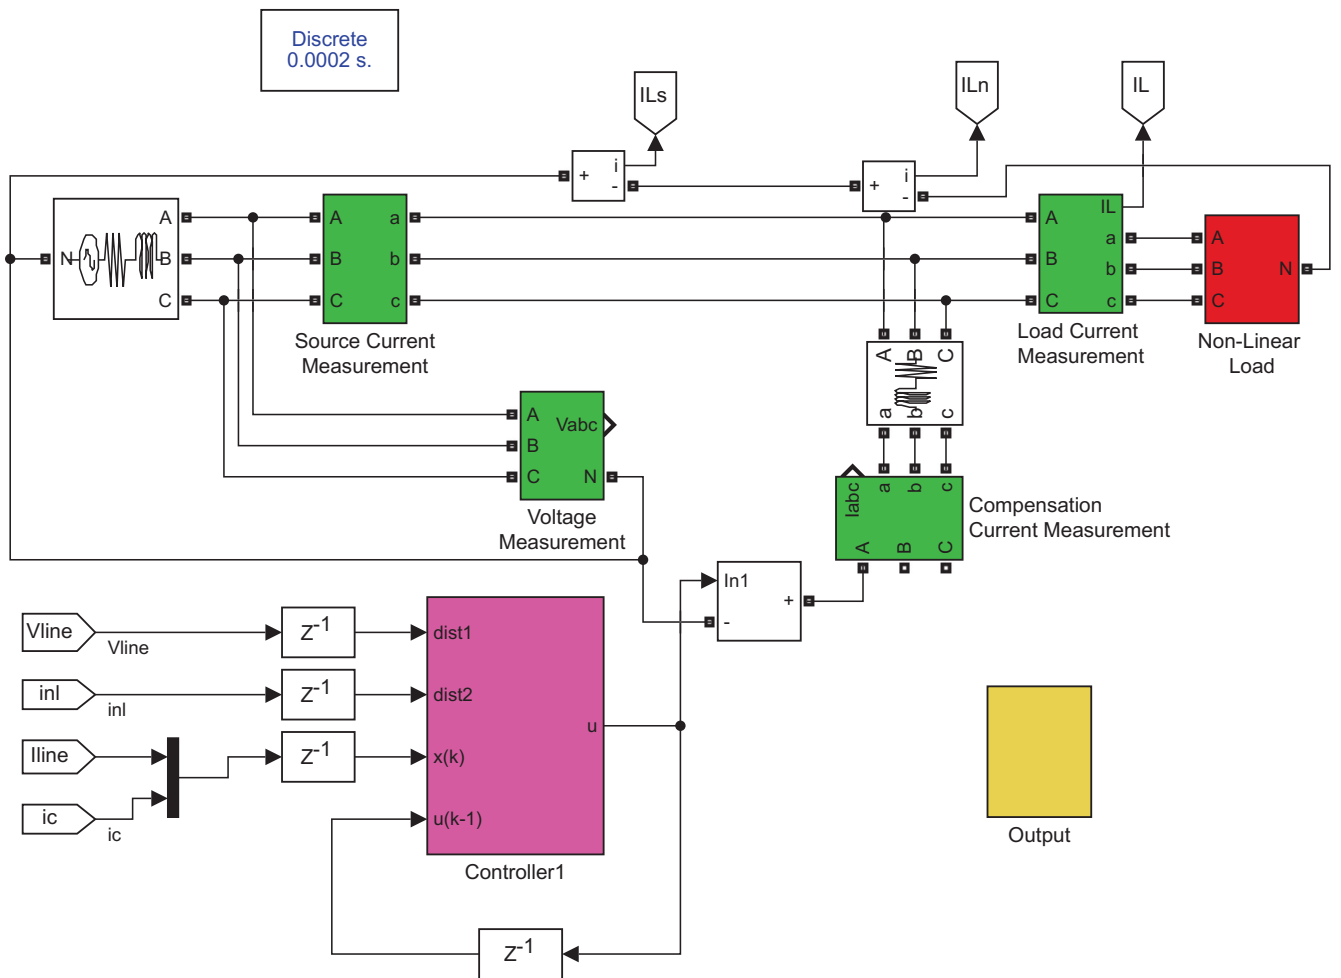 Discrete
0.0002 s.
ILs
ILn
IL
+
i
-
+
i
-
N
A
B
C
A
B
C
a
b
c
Source Current
Measurement
A
B
C
IL
a
b
c
Load Current
Measurement
A
B
C
N
Non-Linear
Load
A
B
C
a
b
c
A
B
C
Vabc
N
Voltage
Measurement
Iabc
a
b
c
A
B
C
Compensation
Current Measurement
In1
-
+
Vline
Vline
Z-1
dist1
inl
inl
Z-1
dist2
Iline
Z-1
x(k)
ic
ic
u(k-1)
u
Controller1
Z-1
Output